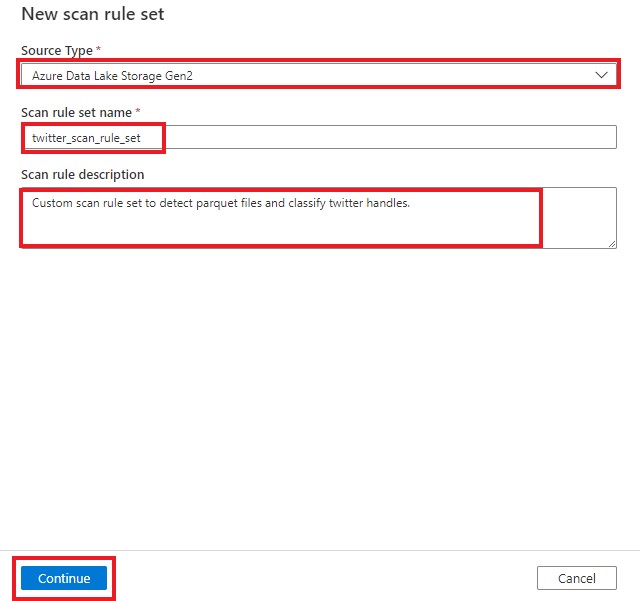 New scan rule set
Source Type *
Azure Data Lake Storage Gen2
Scan rule set name *
twitter_scan_rule_set
Scan rule description
Custom scan rule set to detect parquet files and classify twitter handles.
Continue
Cancel